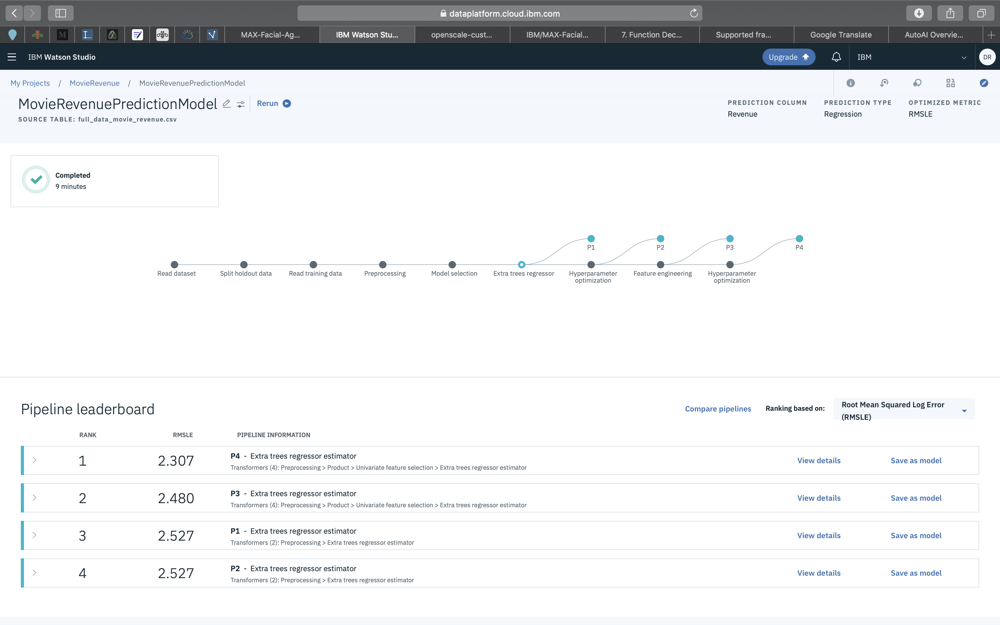 dataplatform.cloud.ibm.com
M
I...
MAX-Facial-Ag...
IBM Watson Stu...
openscale-cust...
IBM/MAX-Facial...
7. Function Dec...
Supported fra...
Google Translate
AutoAI Overvie...
IBM Watson Studio
Upgrade
IBM
DR
My Projects / MovieRevenue / MovieRevenuePredictionModel
MovieRevenuePredictionModel
Rerun
SOURCE TABLE: full_data_movie_revenue.csv
PREDICTION COLUMN
Revenue
PREDICTION TYPE
Regression
OPTIMIZED METRIC
RMSLE
Completed
9 minutes
P1
P2
P3
P4
Read dataset
Split holdout data
Read training data
Preprocessing
Model selection
Extra trees regressor
Hyperparameter
optimization
Feature engineering
Hyperparameter
optimization
Pipeline leaderboard
Compare pipelines
Ranking based on:
Root Mean Squared Log Error
(RMSLE)
RANK RMSLE PIPELINE INFORMATION
1 2.307 P4 - Extra trees regressor estimator
Transformers (4): Preprocessing > Product > Univariate feature selection > Extra trees regressor estimator
View details Save as model
2 2.480 P3 - Extra trees regressor estimator
Transformers (4): Preprocessing > Product > Univariate feature selection > Extra trees regressor estimator
View details Save as model
3 2.527 P1 - Extra trees regressor estimator
Transformers (2): Preprocessing > Extra trees regressor estimator
View details Save as model
4 2.527 P2 - Extra trees regressor estimator
Transformers (2): Preprocessing > Extra trees regressor estimator
View details Save as model